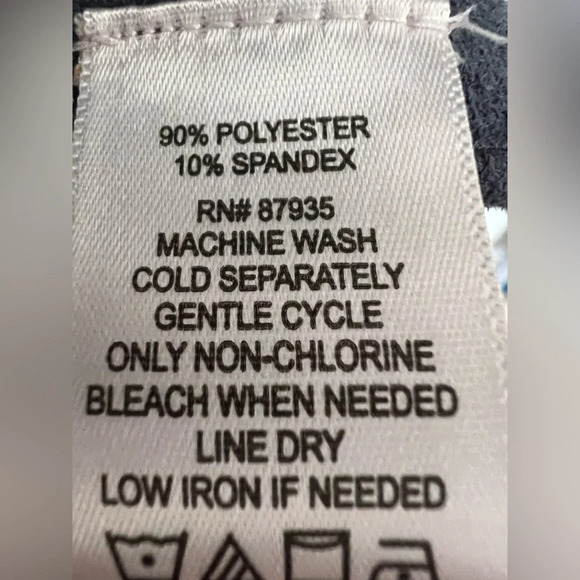 90% POLYESTER
10% SPANDEX
RN# 87935
MACHINE WASH
COLD SEPARATELY
GENTLE CYCLE
ONLY NON-CHLORINE
BLEACH WHEN NEEDED
LINE DRY
LOW IRON IF NEEDED